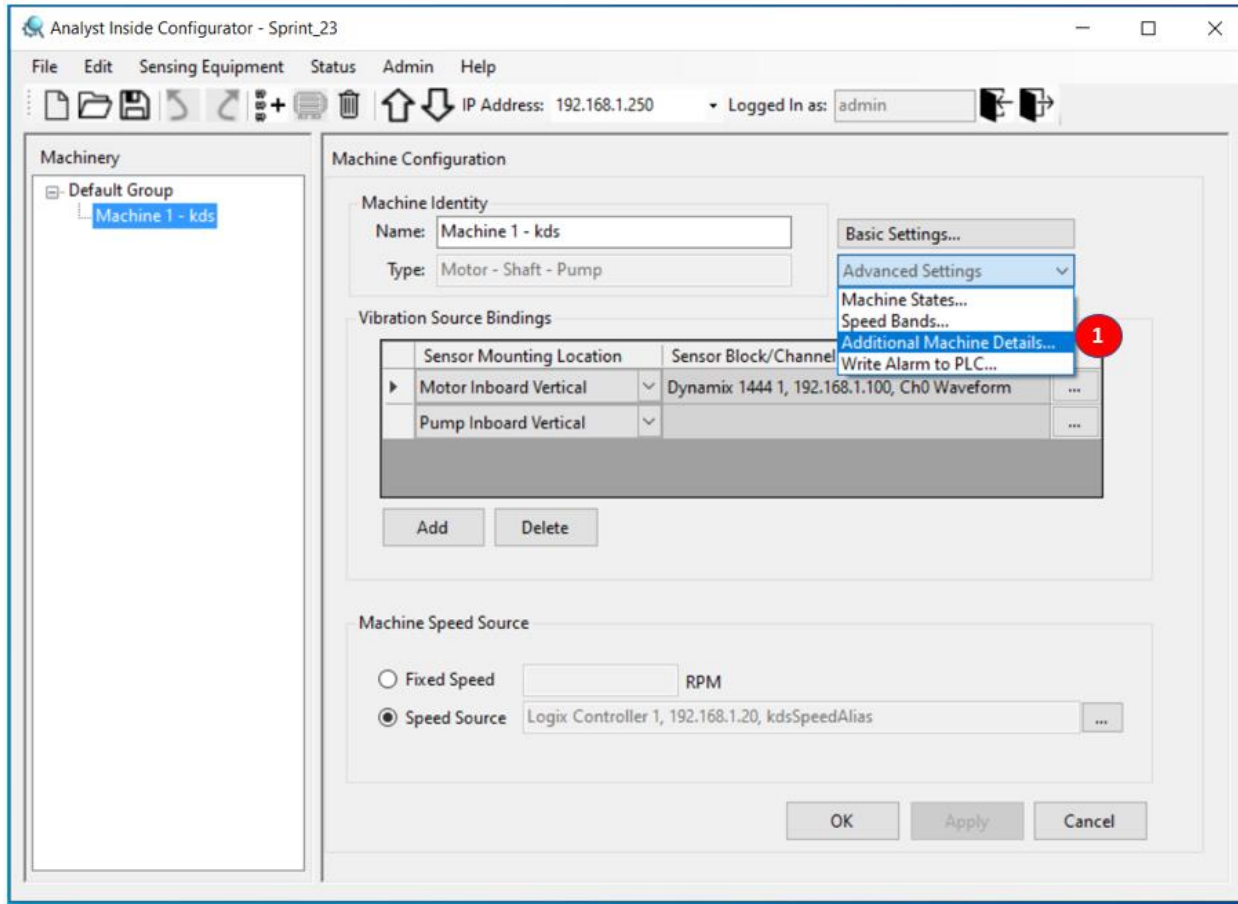 Analyst Inside Configurator - Sprint_23
File Edit Sensing Equipment Status Admin Help
IP Address: 192.168.1.250 Logged In as: admin
Machinery
Default Group
Machine 1 - kds
Machine Configuration
Machine Identity
Name: Machine 1 - kds
Type: Motor - Shaft - Pump
Basic Settings...
Advanced Settings
Machine States...
Speed Bands...
Additional Machine Details...
Write Alarm to PLC...
1
Vibration Source Bindings
Sensor Mounting Location Sensor Block/Channel
Motor Inboard Vertical Dynamix 1444 1, 192.168.1.100, Ch0 Waveform ...
Pump Inboard Vertical ...
Add Delete
Machine Speed Source
Fixed Speed RPM
Speed Source Logix Controller 1, 192.168.1.20, kdsSpeedAlias ...
OK Apply Cancel